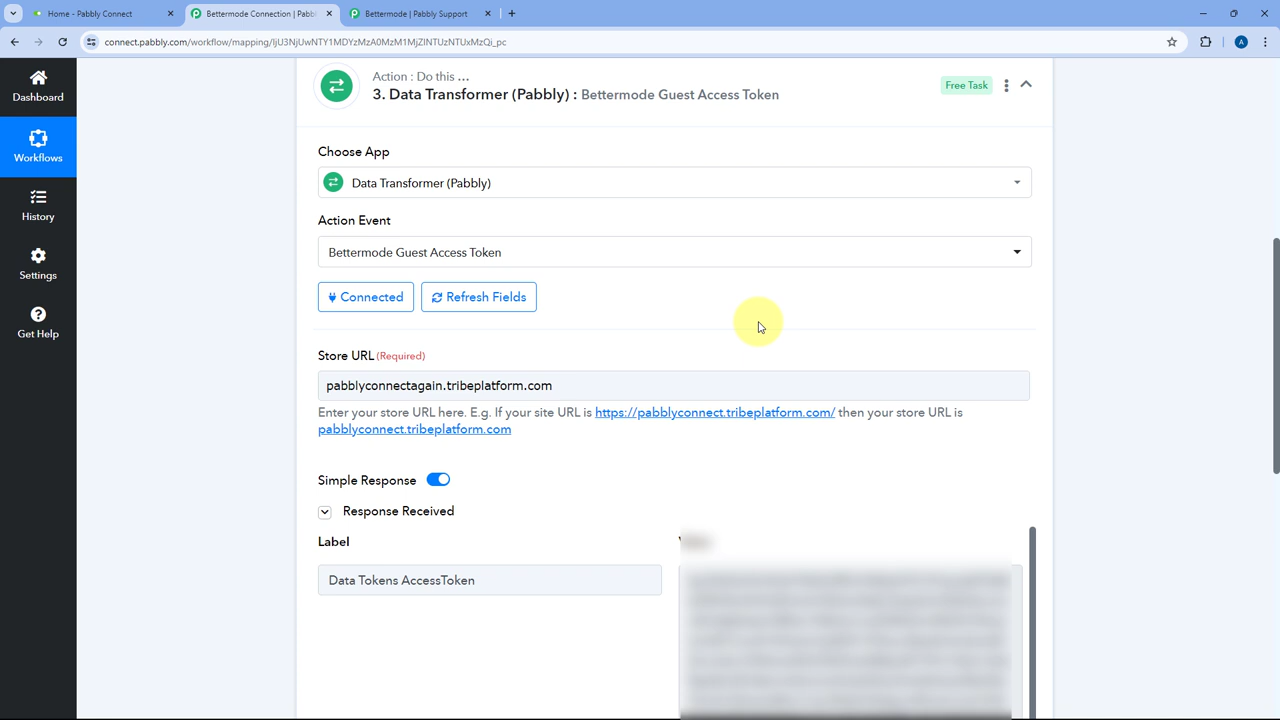 Home - Pabbly Connect
Bettermode Connection | Pabb
Bettermode | Pabbly Support
connect.pabbly.com/workflow/mapping/IjU3NjUwNTY1MDYzMzA0MzM1MjZlNTUzNTUxMzQi_pc
Dashboard
Workflows
History
Settings
Get Help
Action : Do this ...
3. Data Transformer (Pabbly) : Bettermode Guest Access Token
Free Task
Choose App
Data Transformer (Pabbly)
Action Event
Bettermode Guest Access Token
Connected
Refresh Fields
Store URL (Required)
pabblyconnectagain.tribeplatform.com
Enter your store URL here. E.g. If your site URL is https://pabblyconnect.tribeplatform.com/ then your store URL is
pabblyconnect.tribeplatform.com
Simple Response
Response Received
Label
Data Tokens AccessToken